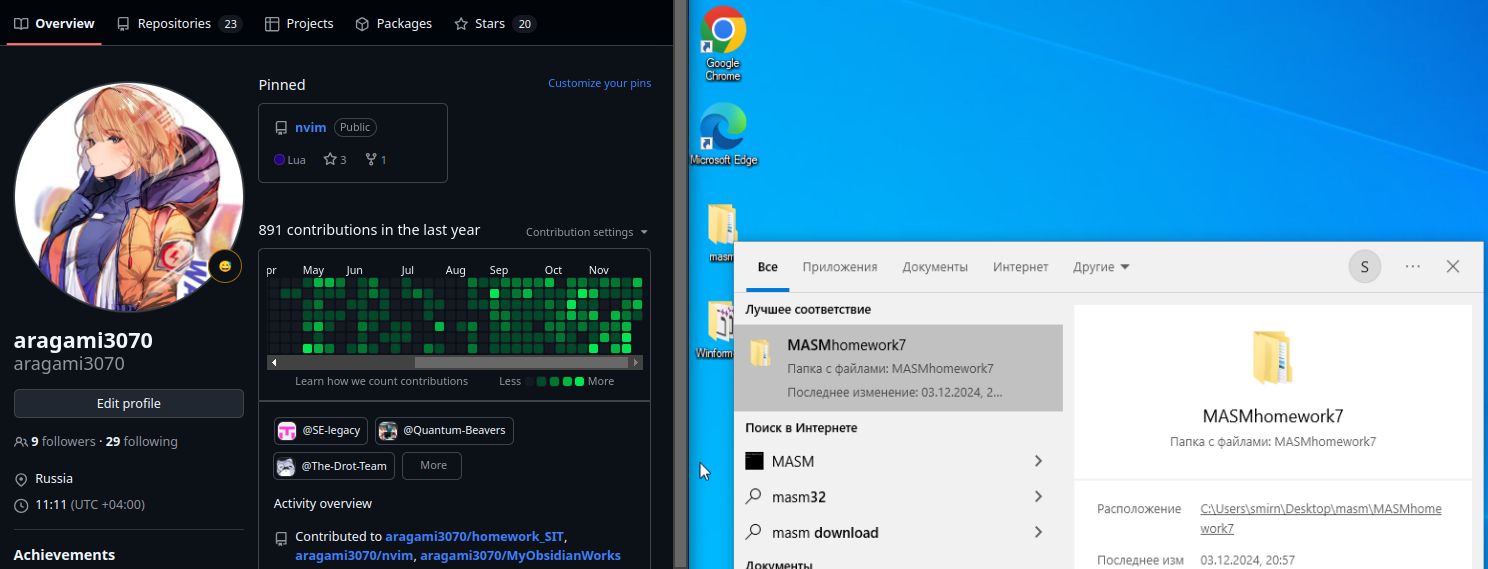 Overview
Repositories 23
Projects
Packages
Stars 20
Pinned
Customize your pins
nvim Public
Lua 3 1
891 contributions in the last year
Contribution settings
pr May Jun Jul Aug Sep Oct Nov
Learn how we count contributions
Less More
@SE-legacy
@Quantum-Beavers
@The-Drot-Team
More
Activity overview
Contributed to aragami3070/homework_SIT,
aragami3070/nvim, aragami3070/MyObsidianWorks
aragami3070
aragami3070
Edit profile
9 followers · 29 following
Russia
11:11 (UTC +04:00)
Achievements
Google
Chrome
Microsoft Edge
Все
Приложения
Документы
Интернет
Другие
S
Лучшее соответствие
MASMhomework7
Папка с файлами: MASMhomework7
Последнее изменение: 03.12.2024, 2...
Поиск в Интернете
MASM
masm32
masm download
Документы
MASMhomework7
Папка с файлами: MASMhomework7
Расположение
C:\Users\smirn\Desktop\masm\MASMhome
work7
Последнее изм
03.12.2024, 20:57